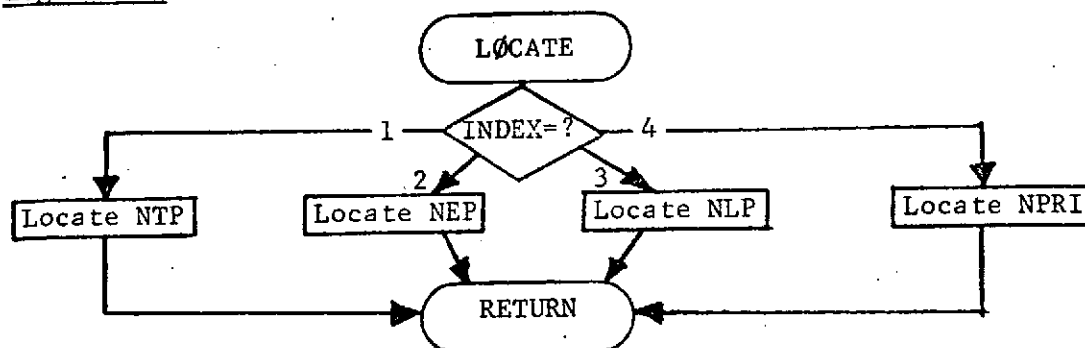 LØCATE
INDEX=?
1
4
2
3
Locate NTP
Locate NEP
Locate NLP
Locate NPRI
RETURN